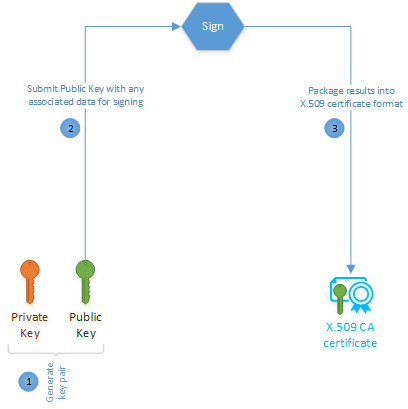 Sign
Submit Public Key with any
associated data for signing
2
Package results into
X.509 certificate format
3
Private
Key
Public
Key
X.509 CA
certificate
1
Generate
key pair